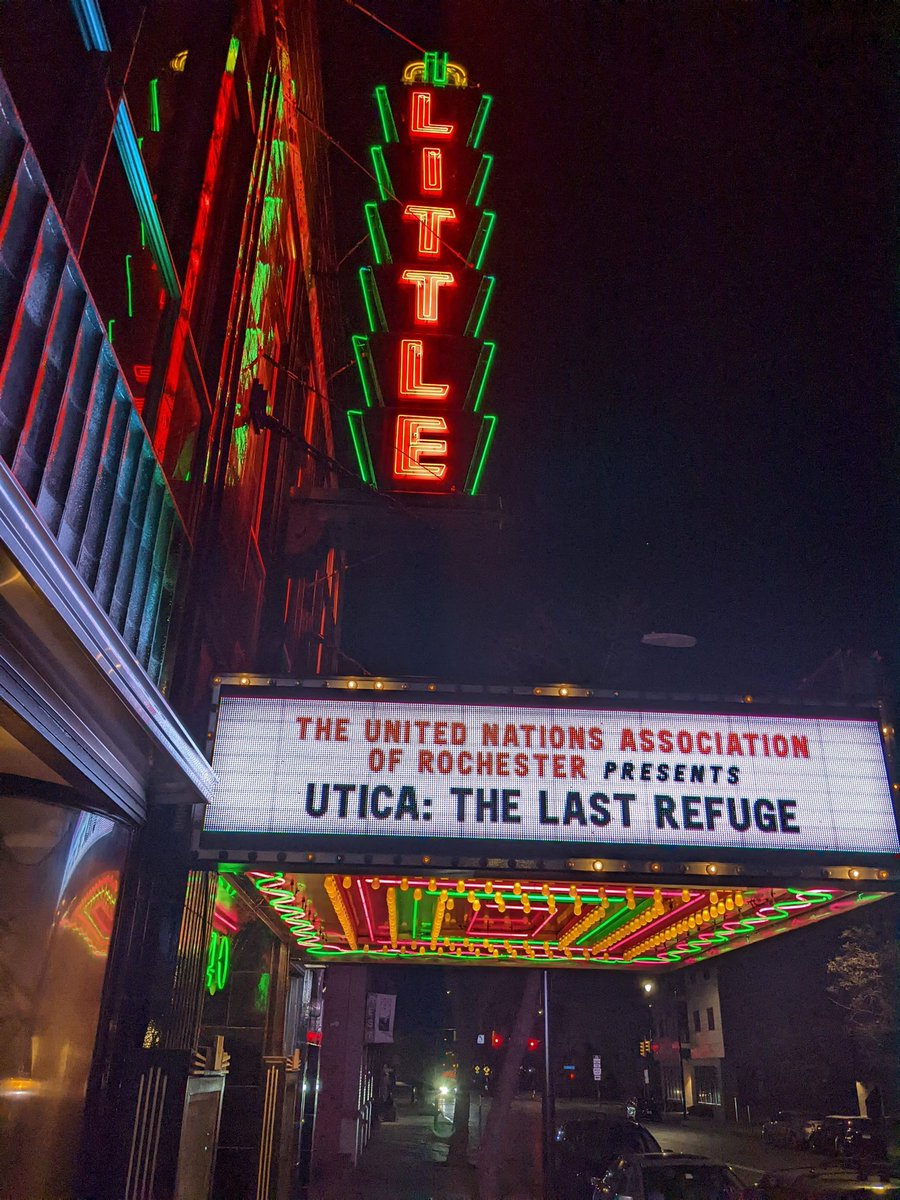 LITTLE
THE UNITED NATIONS ASSOCIATION
OF ROCHESTER PRESENTS
UTICA: THE LAST REFUGE